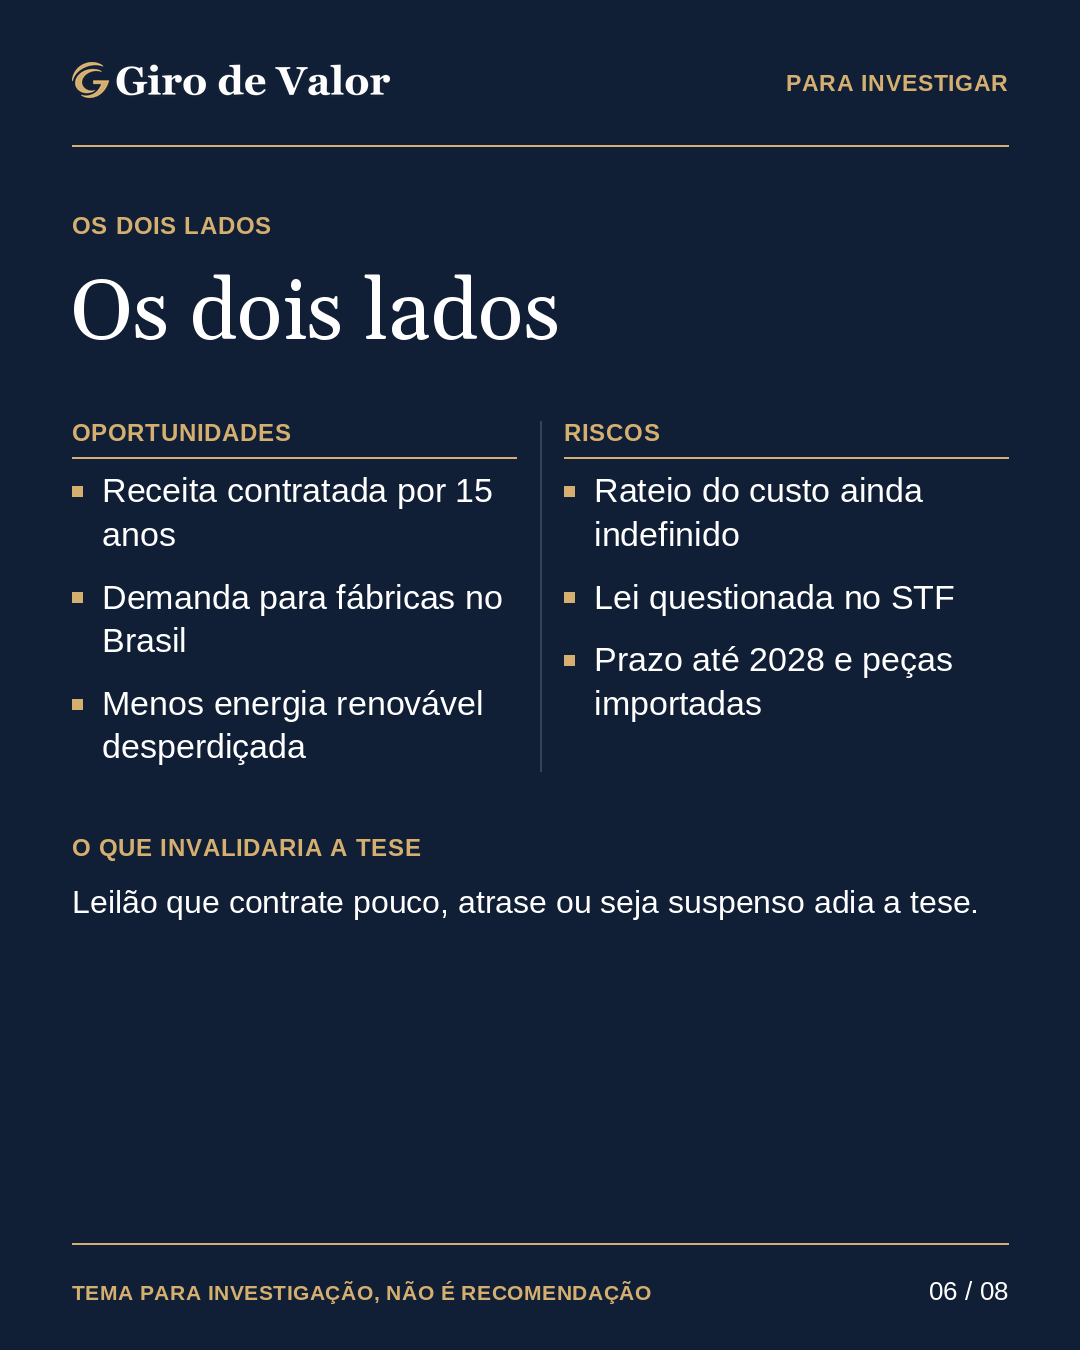 Giro de Valor
PARA INVESTIGAR
OS DOIS LADOS
Os dois lados
OPORTUNIDADES
Receita contratada por 15
anos
Demanda para fábricas no
Brasil
Menos energia renovável
desperdiçada
RISCOS
Rateio do custo ainda
indefinido
Lei questionada no STF
Prazo até 2028 e peças
importadas
O QUE INVALIDARIA A TESE
Leilão que contrate pouco, atrase ou seja suspenso adia a tese.
TEMA PARA INVESTIGAÇÃO, NÃO É RECOMENDAÇÃO
06 / 08